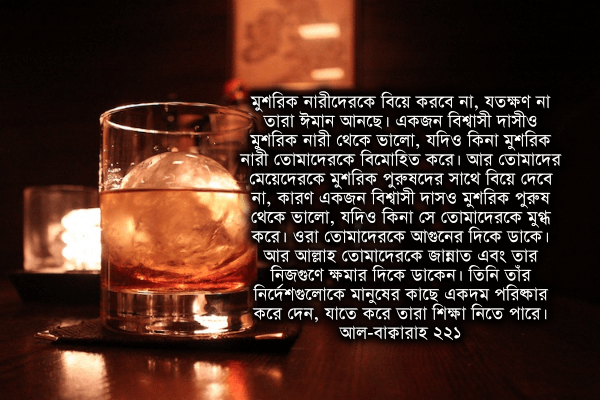 মুশরিক নারীদেরকে বিয়ে করবে না, যতক্ষণ না
তারা ঈমান আনছে। একজন বিশ্বাসী দাসীও
মুশরিক নারী থেকে ভালো, যদিও কিনা মুশরিক
নারী তোমাদেরকে বিমোহিত করে। আর তোমাদের
মেয়েদেরকে মুশরিক পুরুষদের সাথে বিয়ে দেবে
না, কারণ একজন বিশ্বাসী দাসও মুশরিক পুরুষ
থেকে ভালো, যদিও কিনা সে তোমাদেরকে মুগ্ধ
করে। ওরা তোমাদেরকে আগুনের দিকে ডাকে।
আর আল্লাহ তোমাদেরকে জান্নাত এবং তার
নিজগুণে ক্ষমার দিকে ডাকেন। তিনি তাঁর
নির্দেশগুলোকে মানুষের কাছে একদম পরিষ্কার
করে দেন, যাতে করে তারা শিক্ষা নিতে পারে।
আল-বাক্বারাহ ২২১